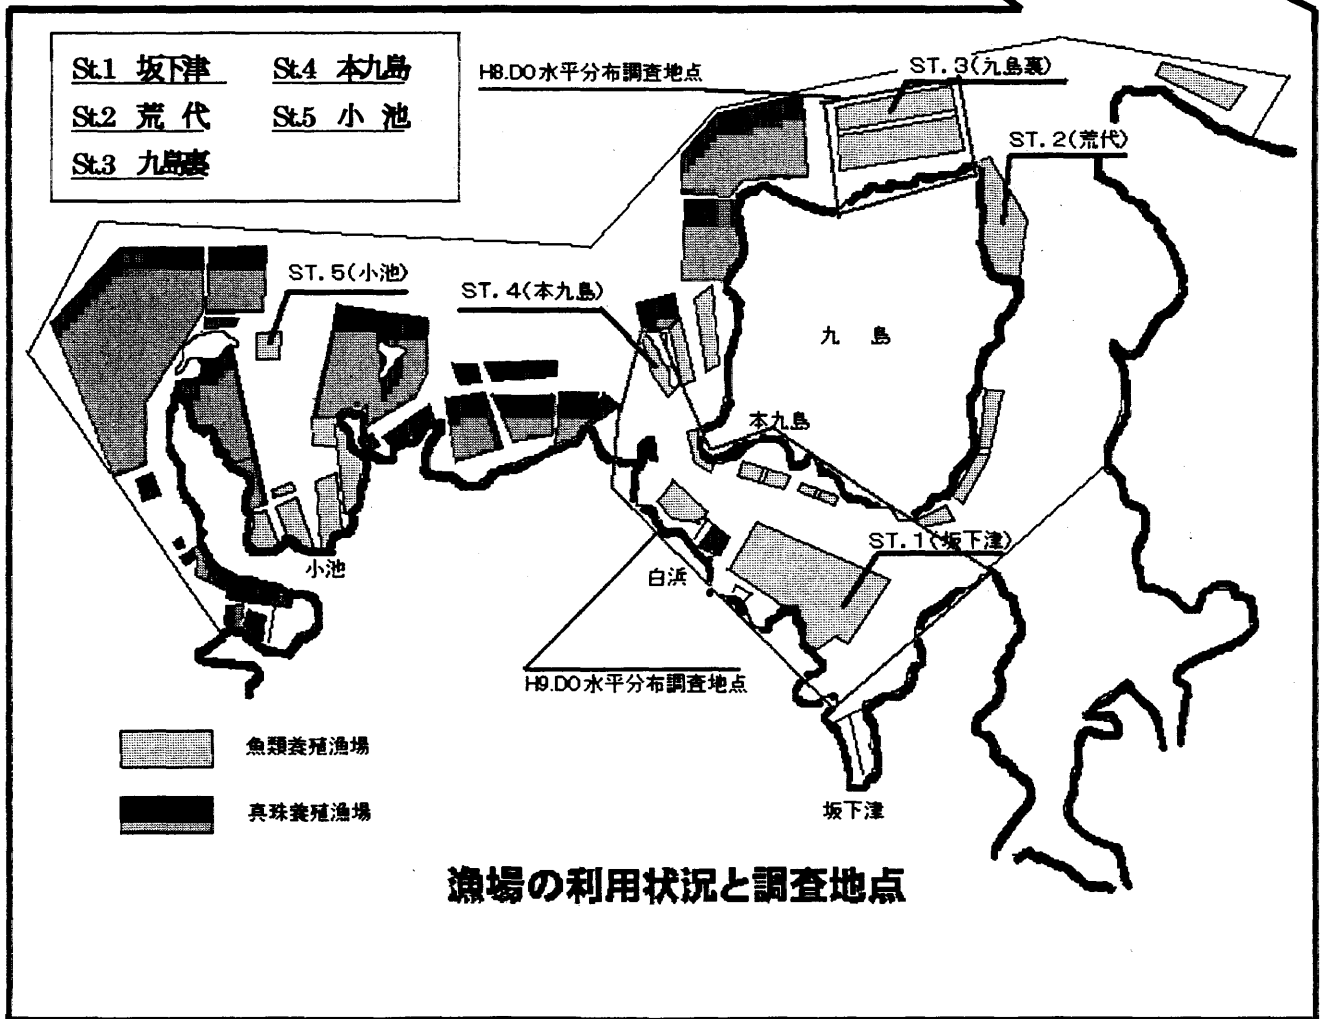 St.1 坂下津 St.4 本九島
St.2 荒代 St.5 小池
St.3 九島裏
H8.DO水平分布調査地点
ST.3(九島裏)
ST.2(荒代)
ST.5(小池)
ST.4(本九島)
九島
本九島
ST.1(坂下津)
小池
白浜
H9.DO水平分布調査地点
魚類養殖漁場
真珠養殖漁場
坂下津
漁場の利用状況と調査地点